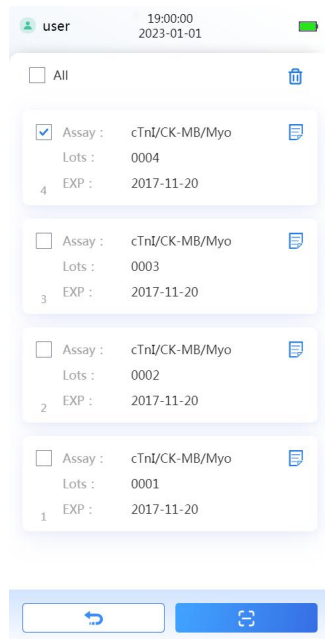 user
19:00:00
2023-01-01
All
Assay : cTnI/CK-MB/Myo
Lots : 0004
4 EXP : 2017-11-20
Assay : cTnI/CK-MB/Myo
Lots : 0003
3 EXP : 2017-11-20
Assay : cTnI/CK-MB/Myo
Lots : 0002
2 EXP : 2017-11-20
Assay : cTnI/CK-MB/Myo
Lots : 0001
1 EXP : 2017-11-20